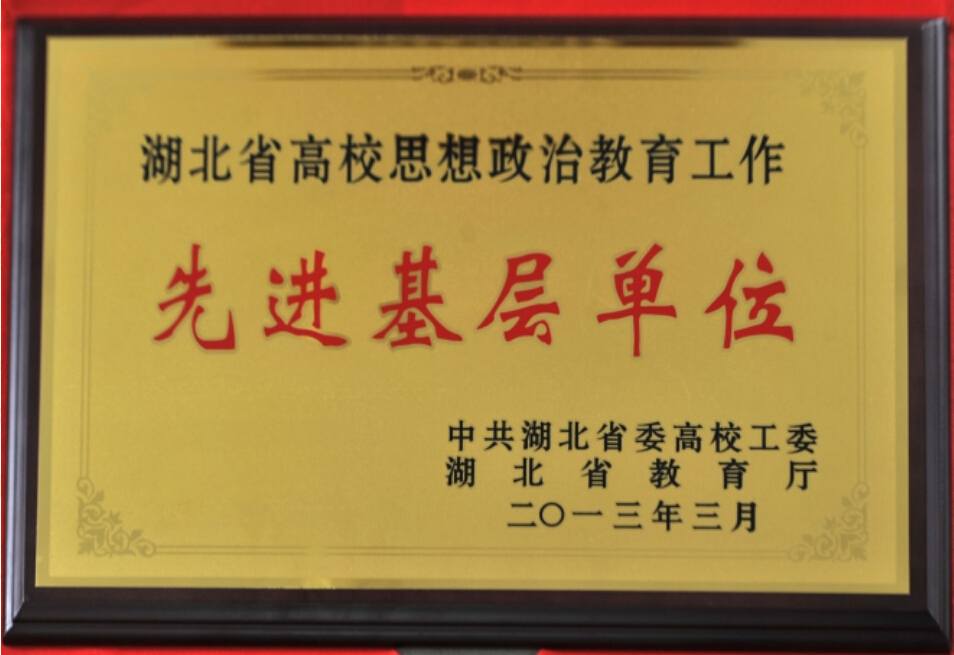 湖北省高校思想政治教育工作
先进基层单位
中共湖北省委高校工委
湖北省教育厅
二〇一三年三月